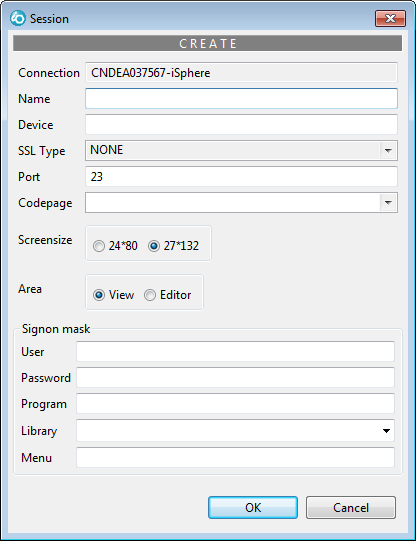 Session
CREATE
Connection CNDEA037567-iSphere
Name
Device
SSL Type NONE
Port 23
Codepage
Screensize 24*80 27*132
Area View Editor
Signon mask
User
Password
Program
Library
Menu
OK Cancel